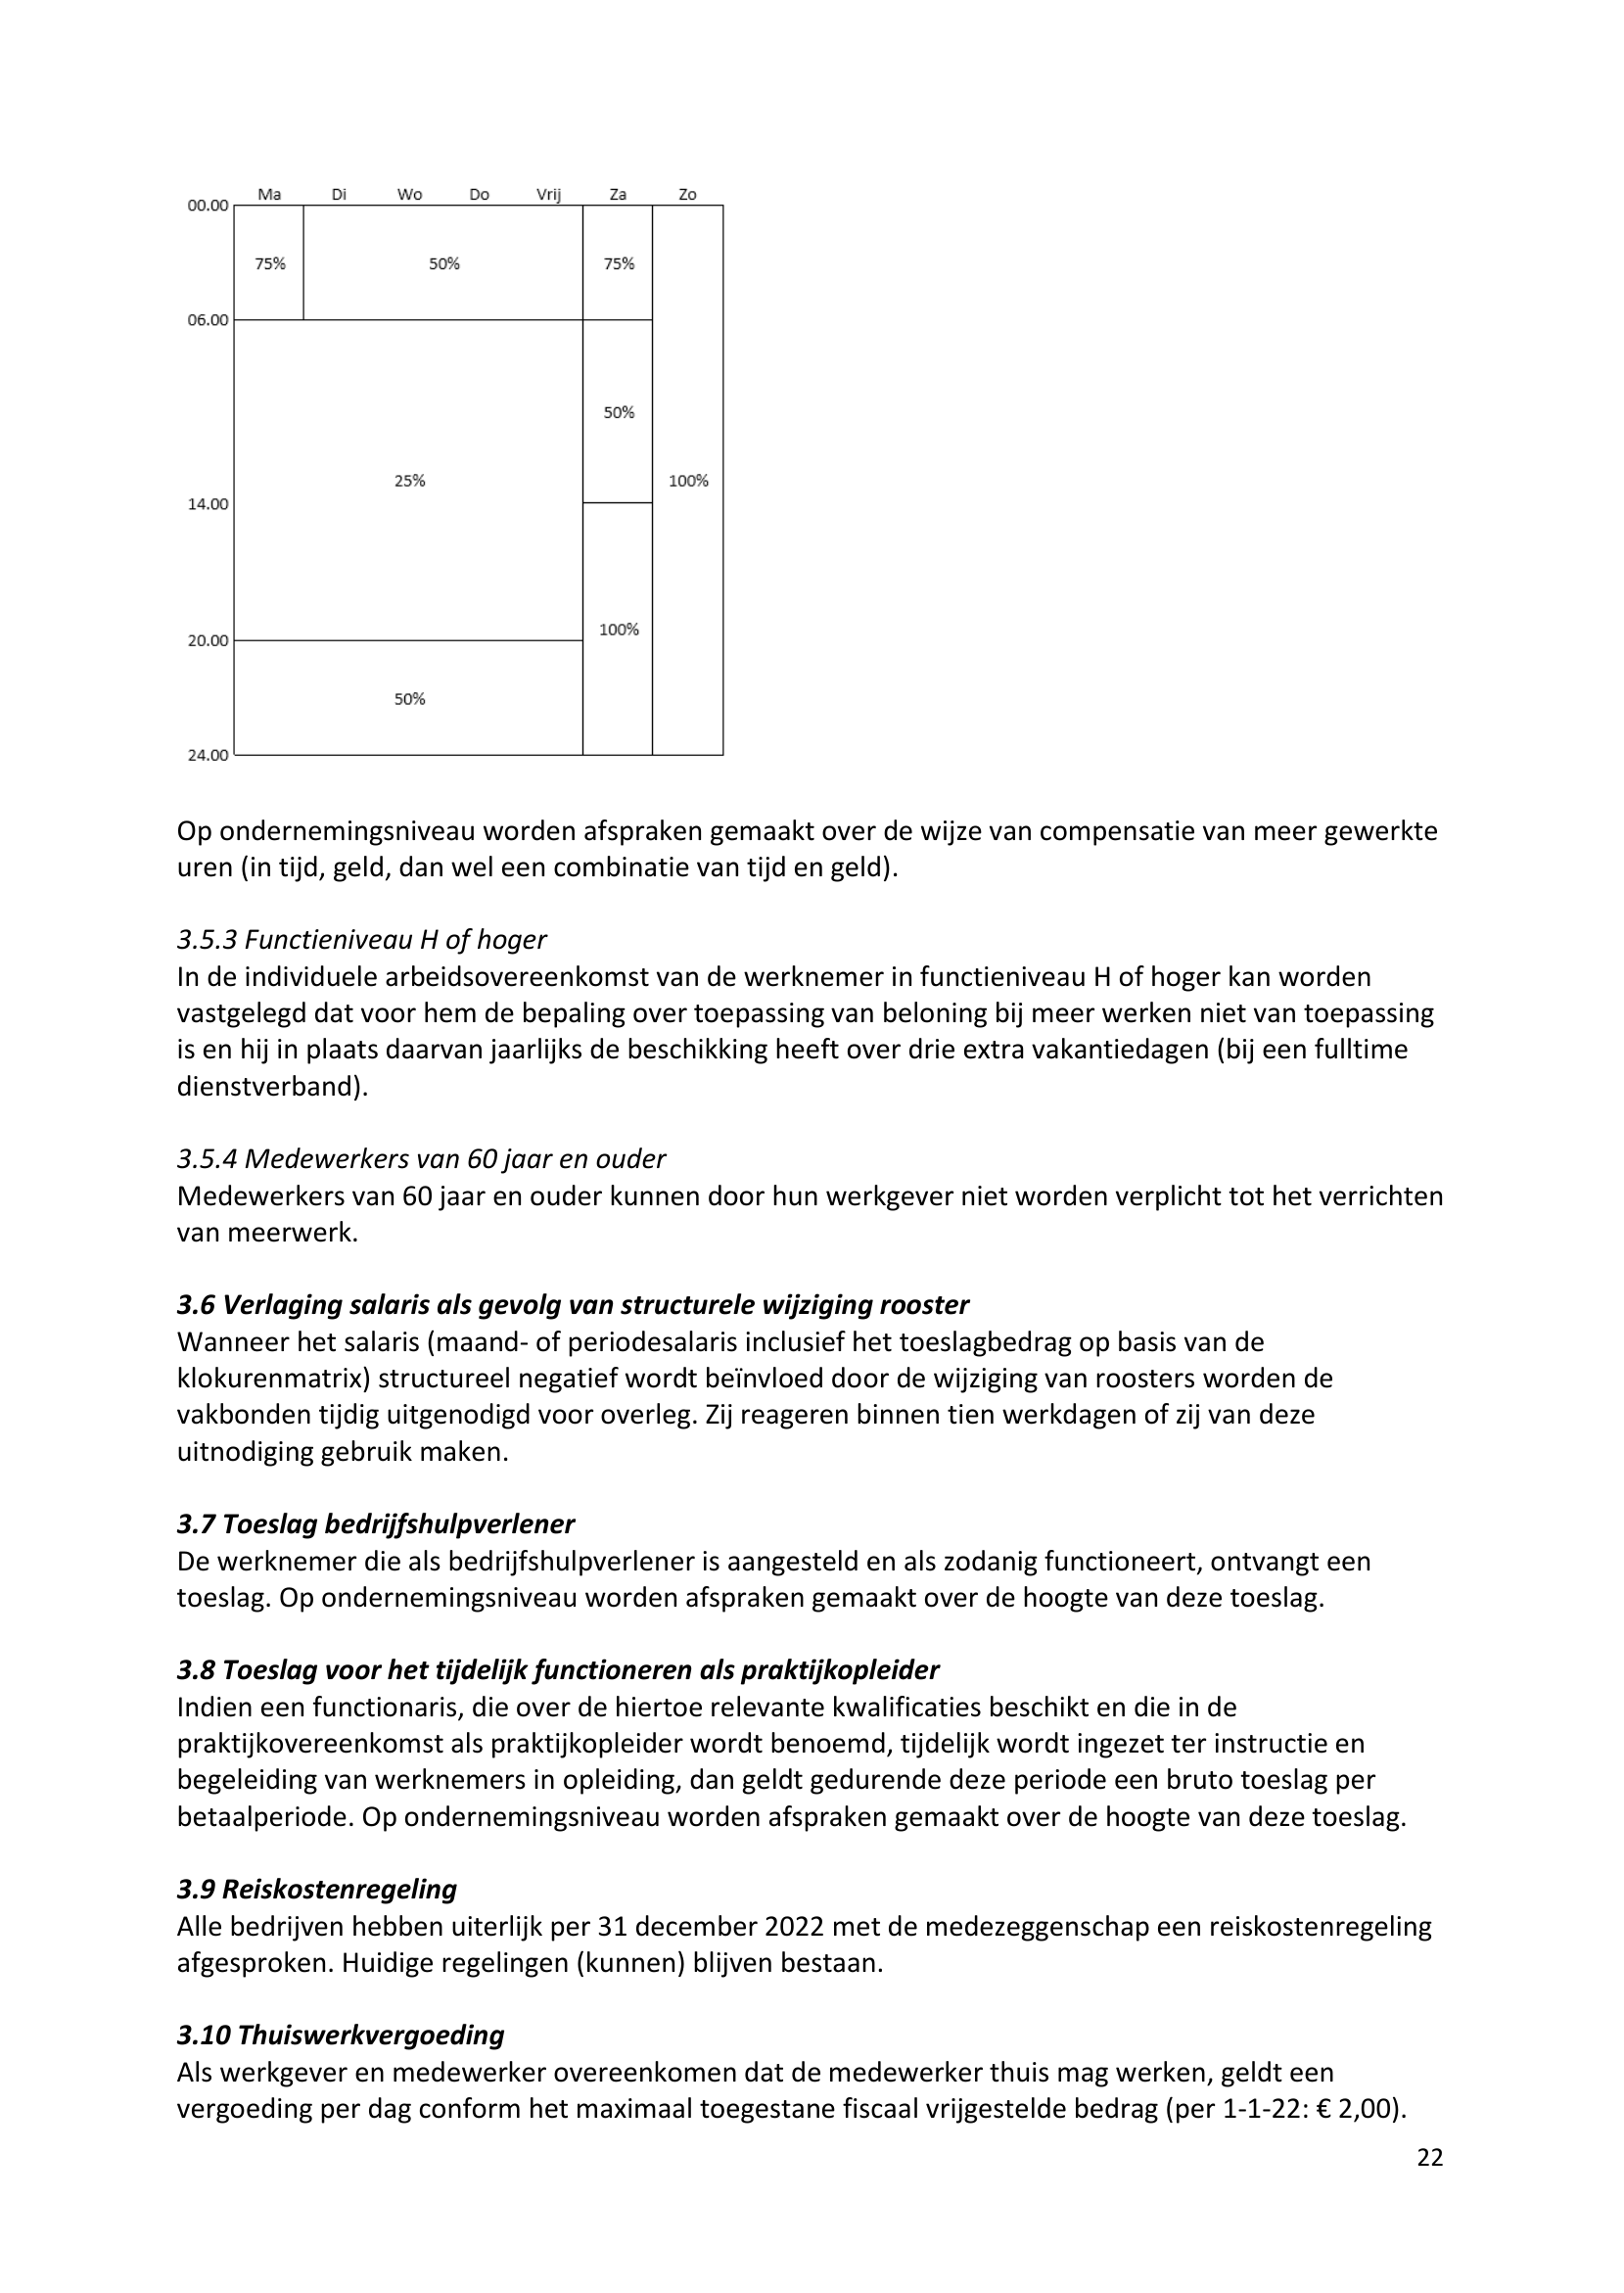 Ma Di Wo Do Vrij Za Zo
00.00
75% 50% 75%
06.00
50%
25% 100%
14.00
100%
20.00
50%
24.00
Op ondernemingsniveau worden afspraken gemaakt over de wijze van compensatie van meer gewerkte
uren (in tijd, geld, dan wel een combinatie van tijd en geld).
3.5.3 Functieniveau H of hoger
In de individuele arbeidsovereenkomst van de werknemer in functieniveau H of hoger kan worden
vastgelegd dat voor hem de bepaling over toepassing van beloning bij meer werken niet van toepassing
is en hij in plaats daarvan jaarlijks de beschikking heeft over drie extra vakantiedagen (bij een fulltime
dienstverband).
3.5.4 Medewerkers van 60 jaar en ouder
Medewerkers van 60 jaar en ouder kunnen door hun werkgever niet worden verplicht tot het verrichten
van meerwerk.
3.6 Verlaging salaris als gevolg van structurele wijziging rooster
Wanneer het salaris (maand- of periodesalaris inclusief het toeslagbedrag op basis van de
klokurenmatrix) structureel negatief wordt beïnvloed door de wijziging van roosters worden de
vakbonden tijdig uitgenodigd voor overleg. Zij reageren binnen tien werkdagen of zij van deze
uitnodiging gebruik maken.
3.7 Toeslag bedrijfshulpverlener
De werknemer die als bedrijfshulpverlener is aangesteld en als zodanig functioneert, ontvangt een
toeslag. Op ondernemingsniveau worden afspraken gemaakt over de hoogte van deze toeslag.
3.8 Toeslag voor het tijdelijk functioneren als praktijkopleider
Indien een functionaris, die over de hiertoe relevante kwalificaties beschikt en die in de
praktijkovereenkomst als praktijkopleider wordt benoemd, tijdelijk wordt ingezet ter instructie en
begeleiding van werknemers in opleiding, dan geldt gedurende deze periode een bruto toeslag per
betaalperiode. Op ondernemingsniveau worden afspraken gemaakt over de hoogte van deze toeslag.
3.9 Reiskostenregeling
Alle bedrijven hebben uiterlijk per 31 december 2022 met de medezeggenschap een reiskostenregeling
afgesproken. Huidige regelingen (kunnen) blijven bestaan.
3.10 Thuiswerkvergoeding
Als werkgever en medewerker overeenkomen dat de medewerker thuis mag werken, geldt een
vergoeding per dag conform het maximaal toegestane fiscaal vrijgestelde bedrag (per 1-1-22: € 2,00).
22